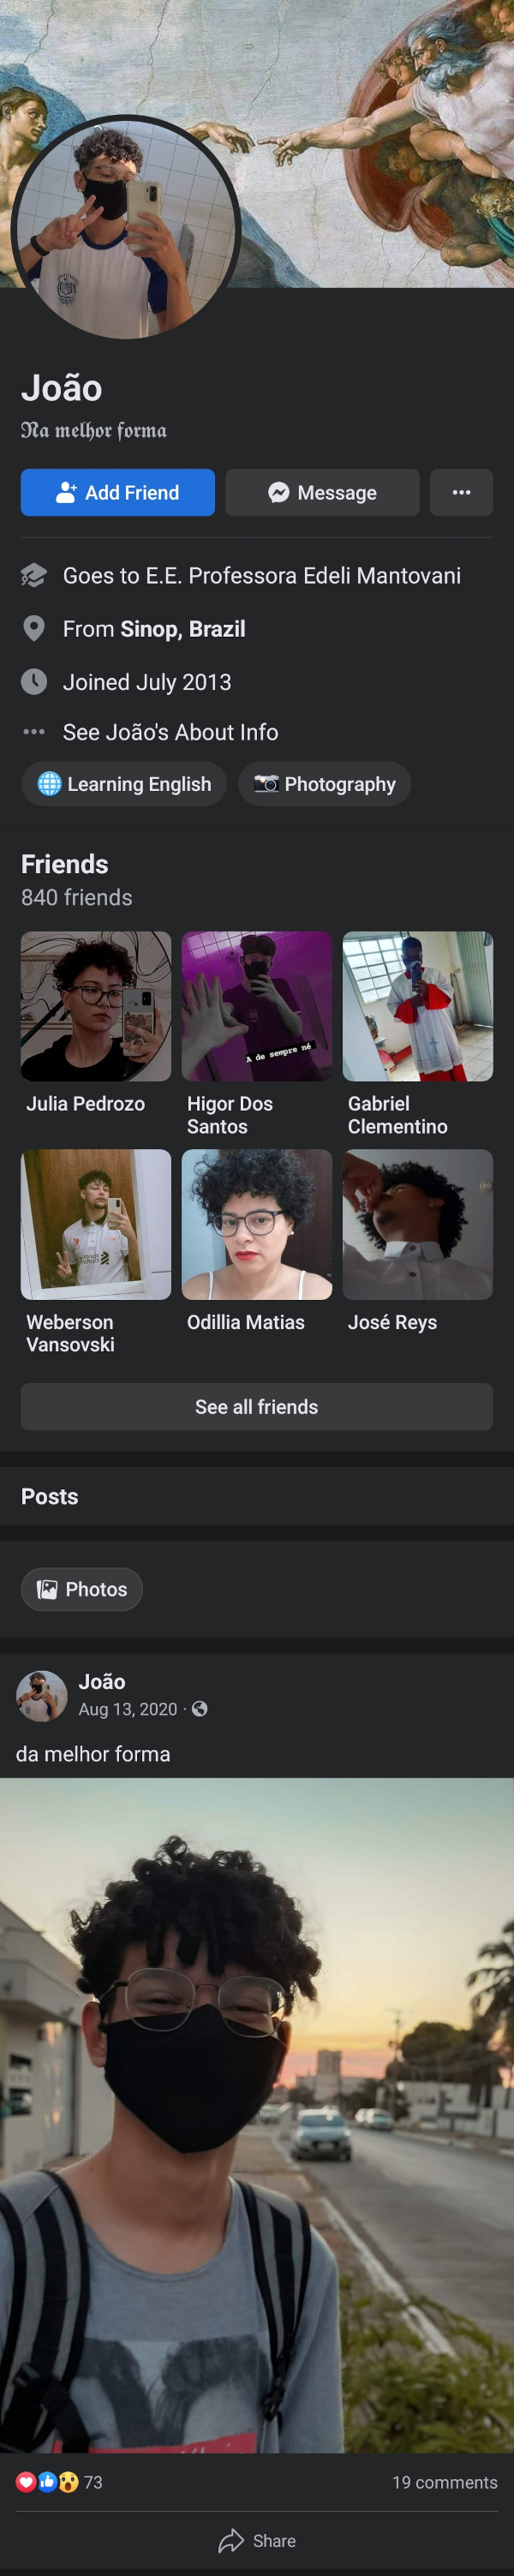 João
𝕹a melhor forma
Add Friend
Message
Goes to E.E. Professora Edeli Mantovani
From Sinop, Brazil
Joined July 2013
See João's About Info
Learning English
Photography
Friends
840 friends
A de sempre né
Julia Pedrozo
Higor Dos
Santos
Gabriel
Clementino
Weberson
Vansovski
Odillia Matias
José Reys
See all friends
Posts
Photos
João
Aug 13, 2020 ·
da melhor forma
73
19 comments
Share